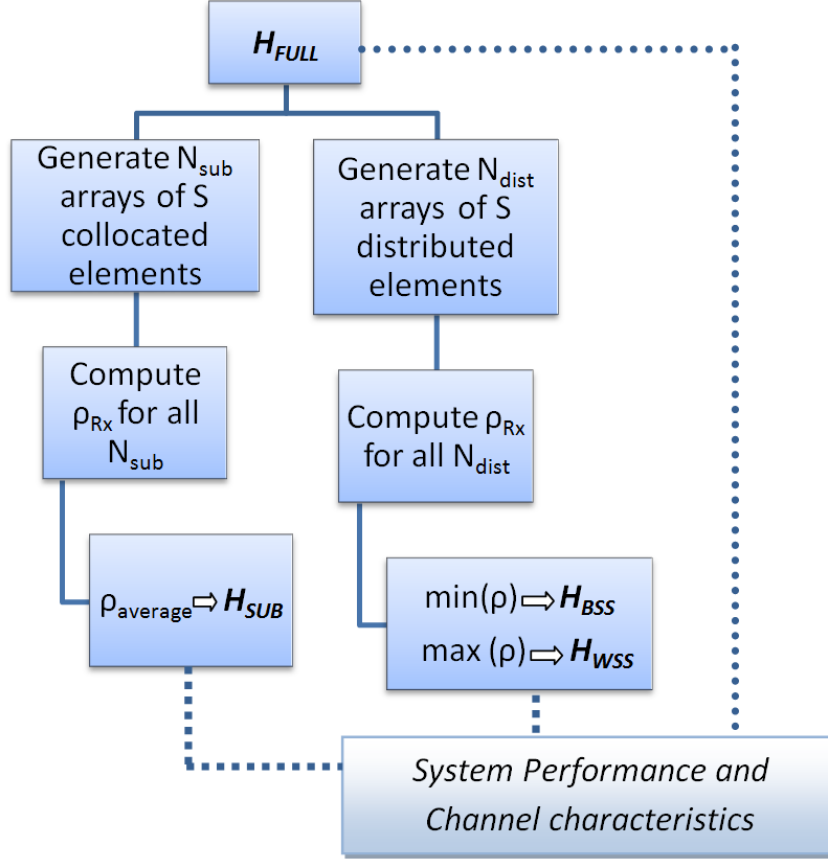 H_FULL
Generate N_sub
arrays of S
collocated
elements
Generate N_dist
arrays of S
distributed
elements
Compute
ρ_Rx for all
N_sub
Compute ρ_Rx
for all N_dist
ρ_average ⇨ H_SUB
min(ρ) ⇨ H_BSS
max (ρ) ⇨ H_WSS
System Performance and
Channel characteristics